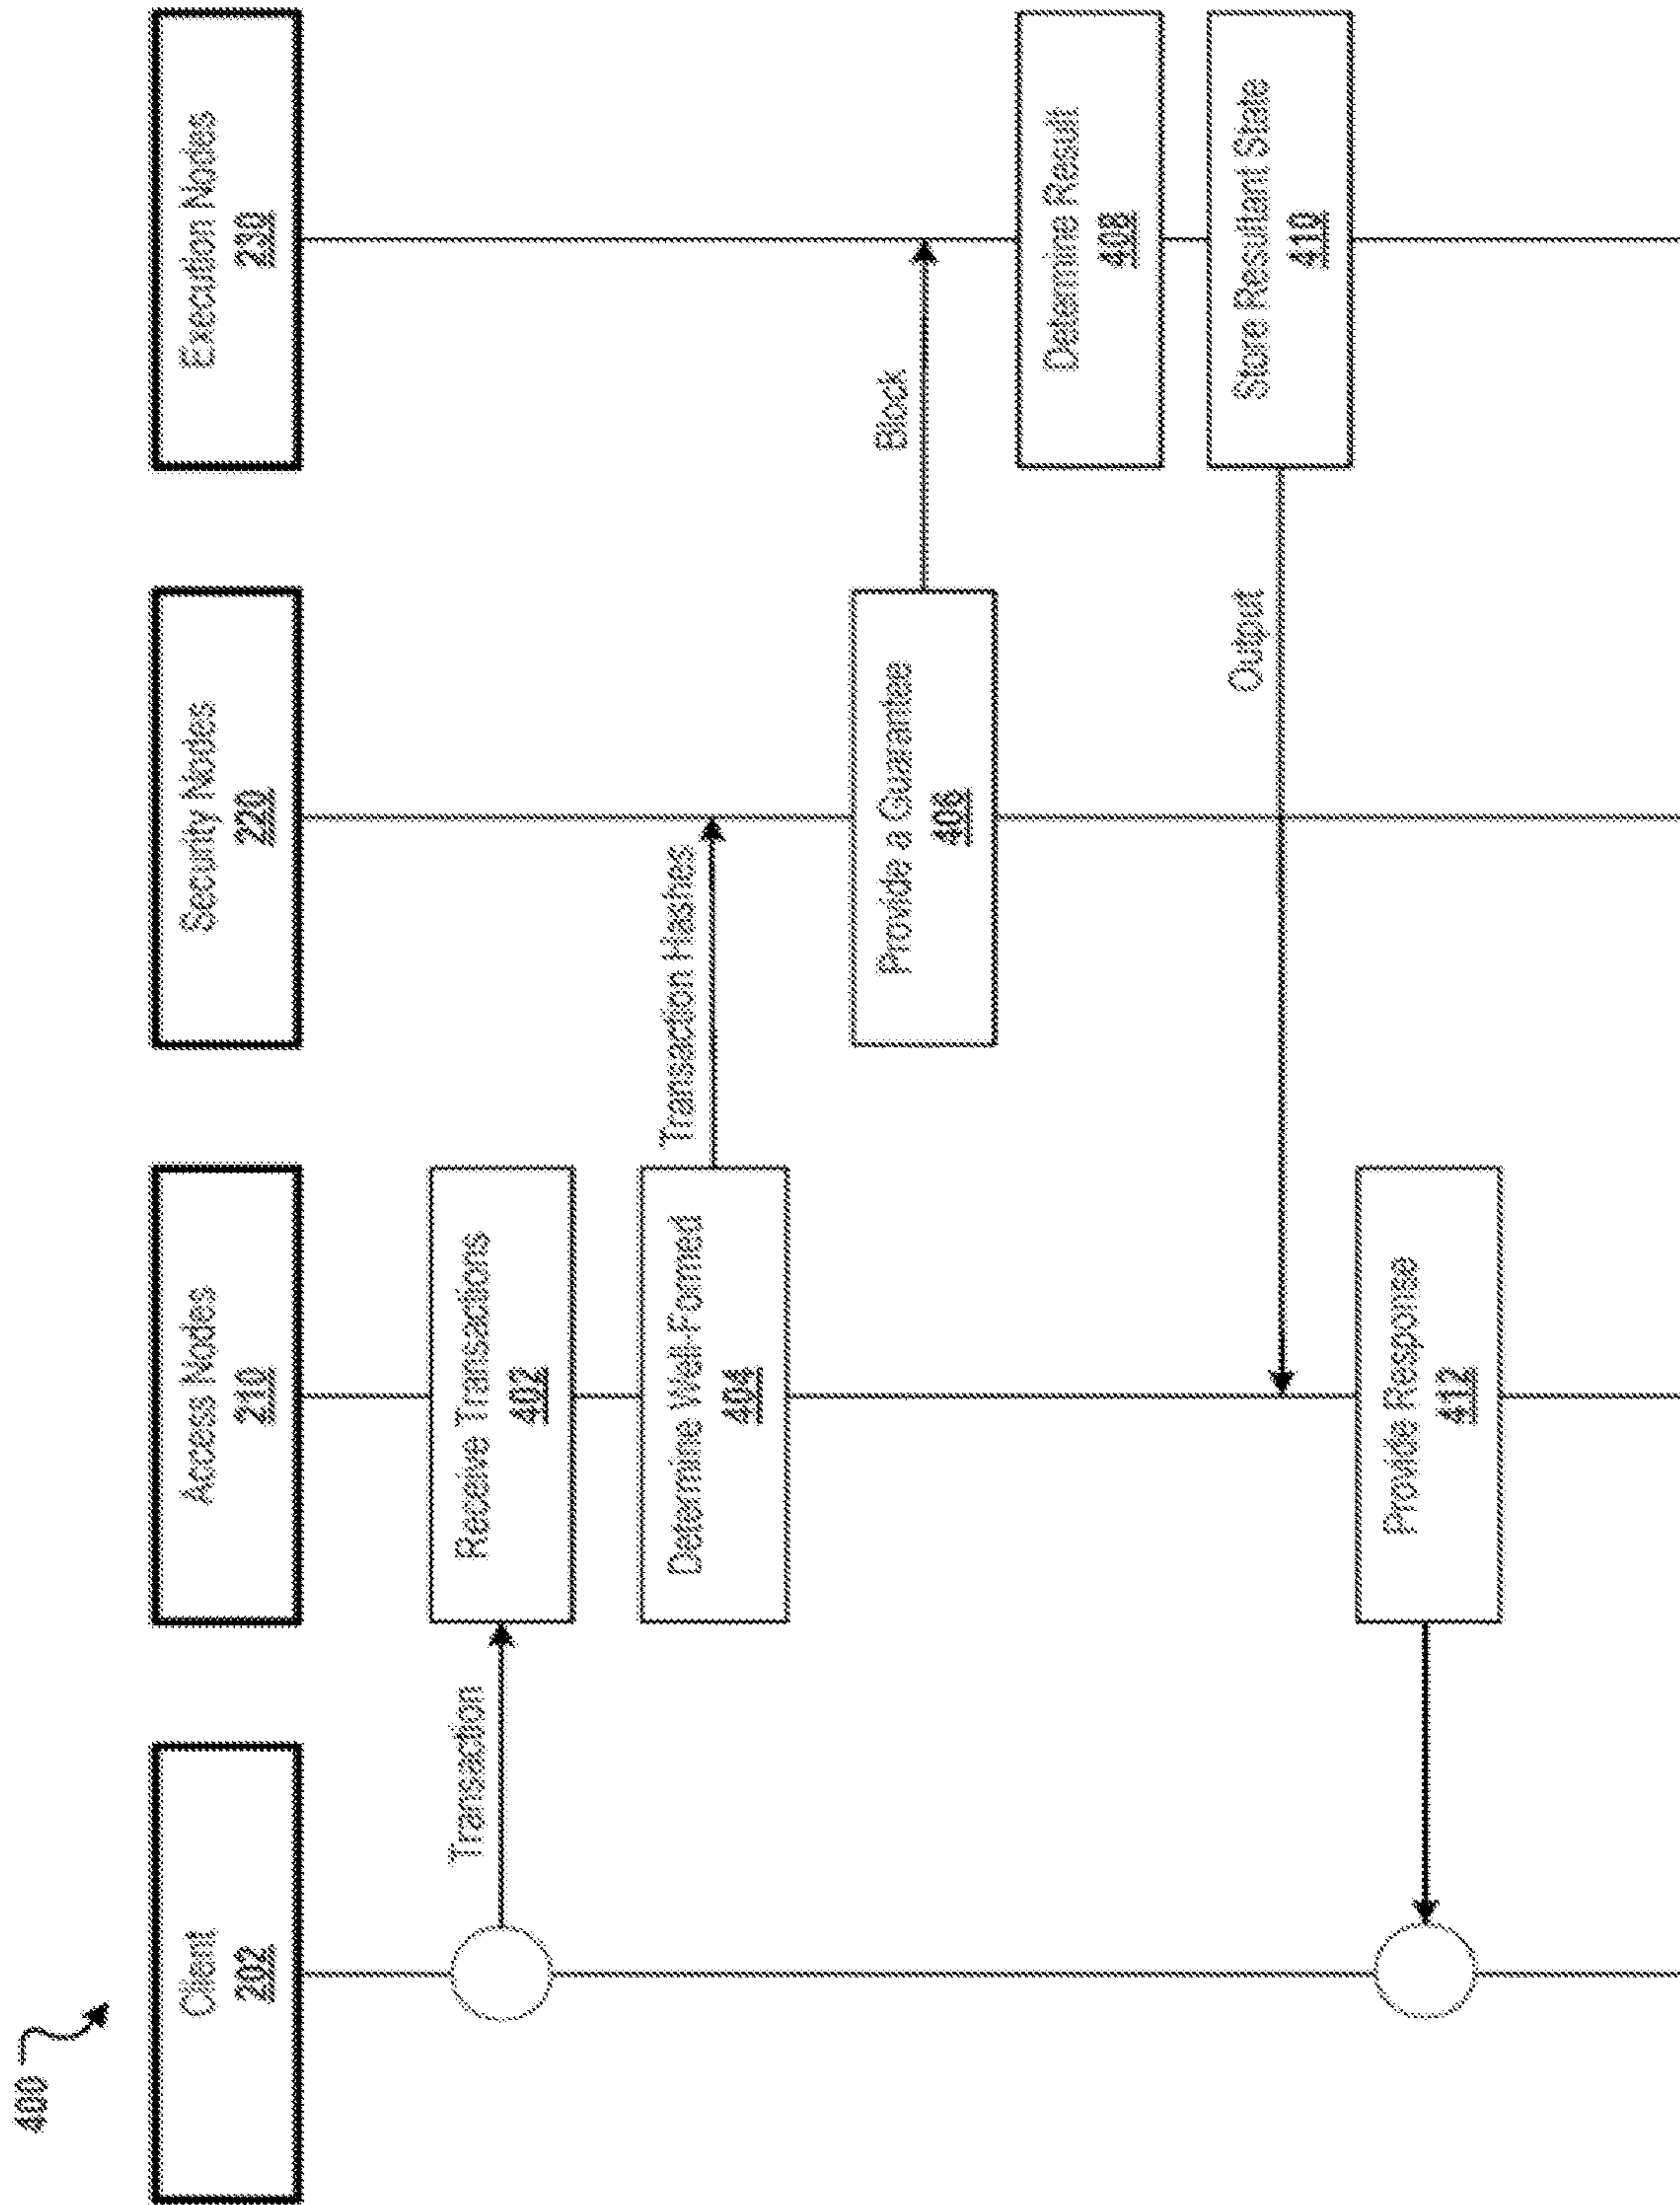 400
Client
202
Access Nodes
210
Security Nodes
220
Execution Nodes
230
Transaction
Receive Transactions
402
Determine Well-Formed
404
Transaction Hashes
Provide a Guarantee
406
Block
Determine Result
408
Store Resultant State
410
Output
Provide Response
412